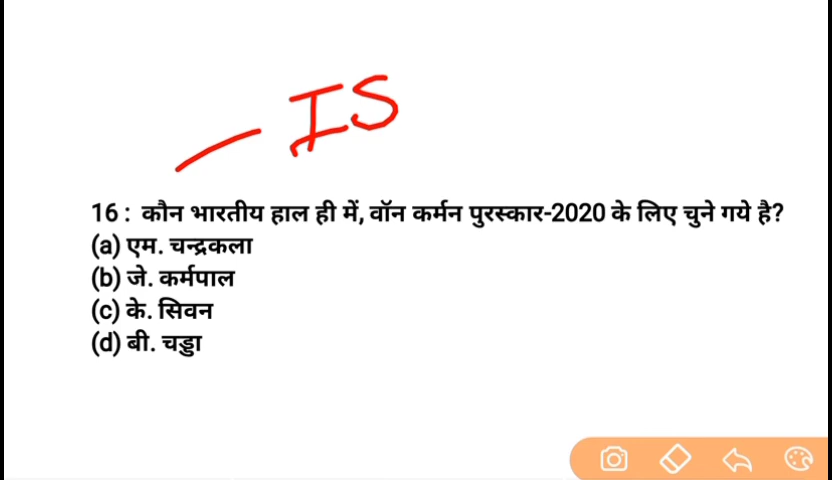 IS
16 : कौन भारतीय हाल ही में, वॉन कर्मन पुरस्कार-2020 के लिए चुने गये है?
(a) एम. चन्द्रकला
(b) जे. कर्मपाल
(c) के. सिवन
(d) बी. चड्डा